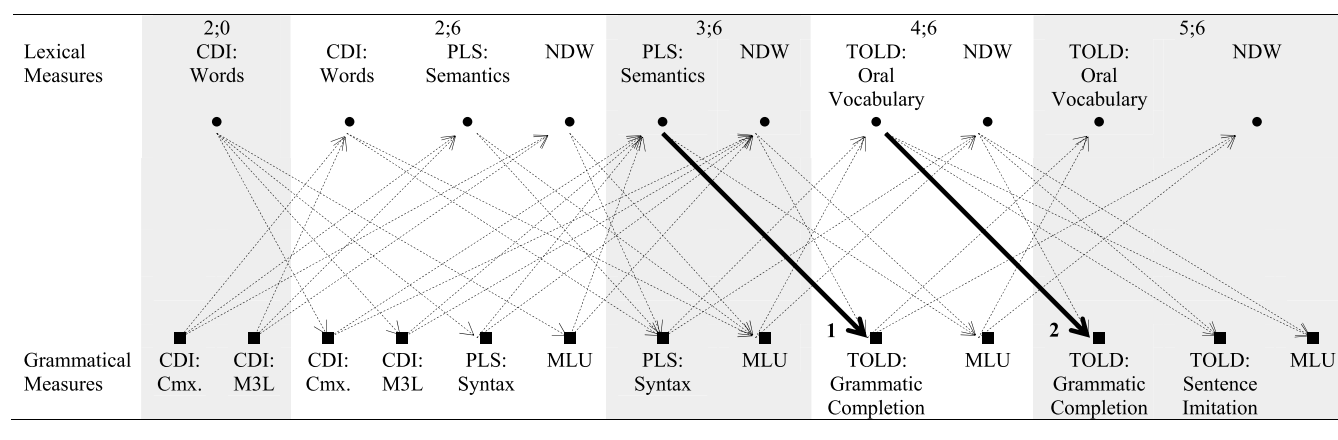 2;0 2;6 3;6 4;6 5;6
Lexical CDI: CDI: PLS: NDW PLS: NDW TOLD: NDW TOLD: NDW
Measures Words Words Semantics Semantics Oral Oral
Vocabulary Vocabulary
1 2
Grammatical CDI: CDI: CDI: CDI: PLS: MLU PLS: MLU TOLD: MLU TOLD: TOLD: MLU
Measures Cmx. M3L Cmx. M3L Syntax Syntax Grammatic Grammatic Sentence
Completion Completion Imitation